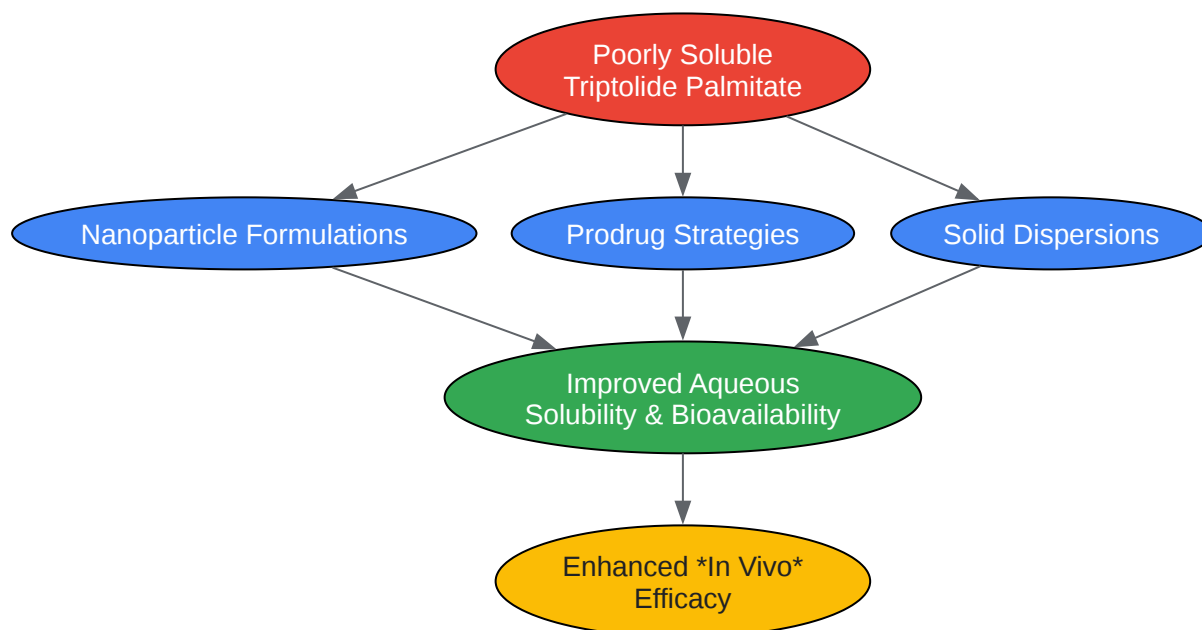 Poorly Soluble
Triptolide Palmitate
Nanoparticle Formulations
Prodrug Strategies
Solid Dispersions
Improved Aqueous
Solubility & Bioavailability
Enhanced *In Vivo*
Efficacy